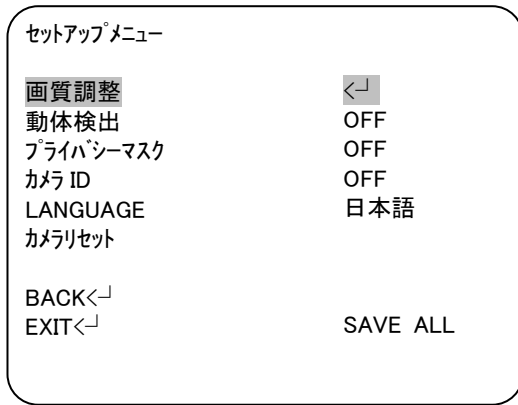 セットアップメニュー
画質調整 <┘
動体検出 OFF
プライバシーマスク OFF
カメラ ID OFF
LANGUAGE 日本語
カメラリセット
BACK<┘
EXIT<┘ SAVE ALL